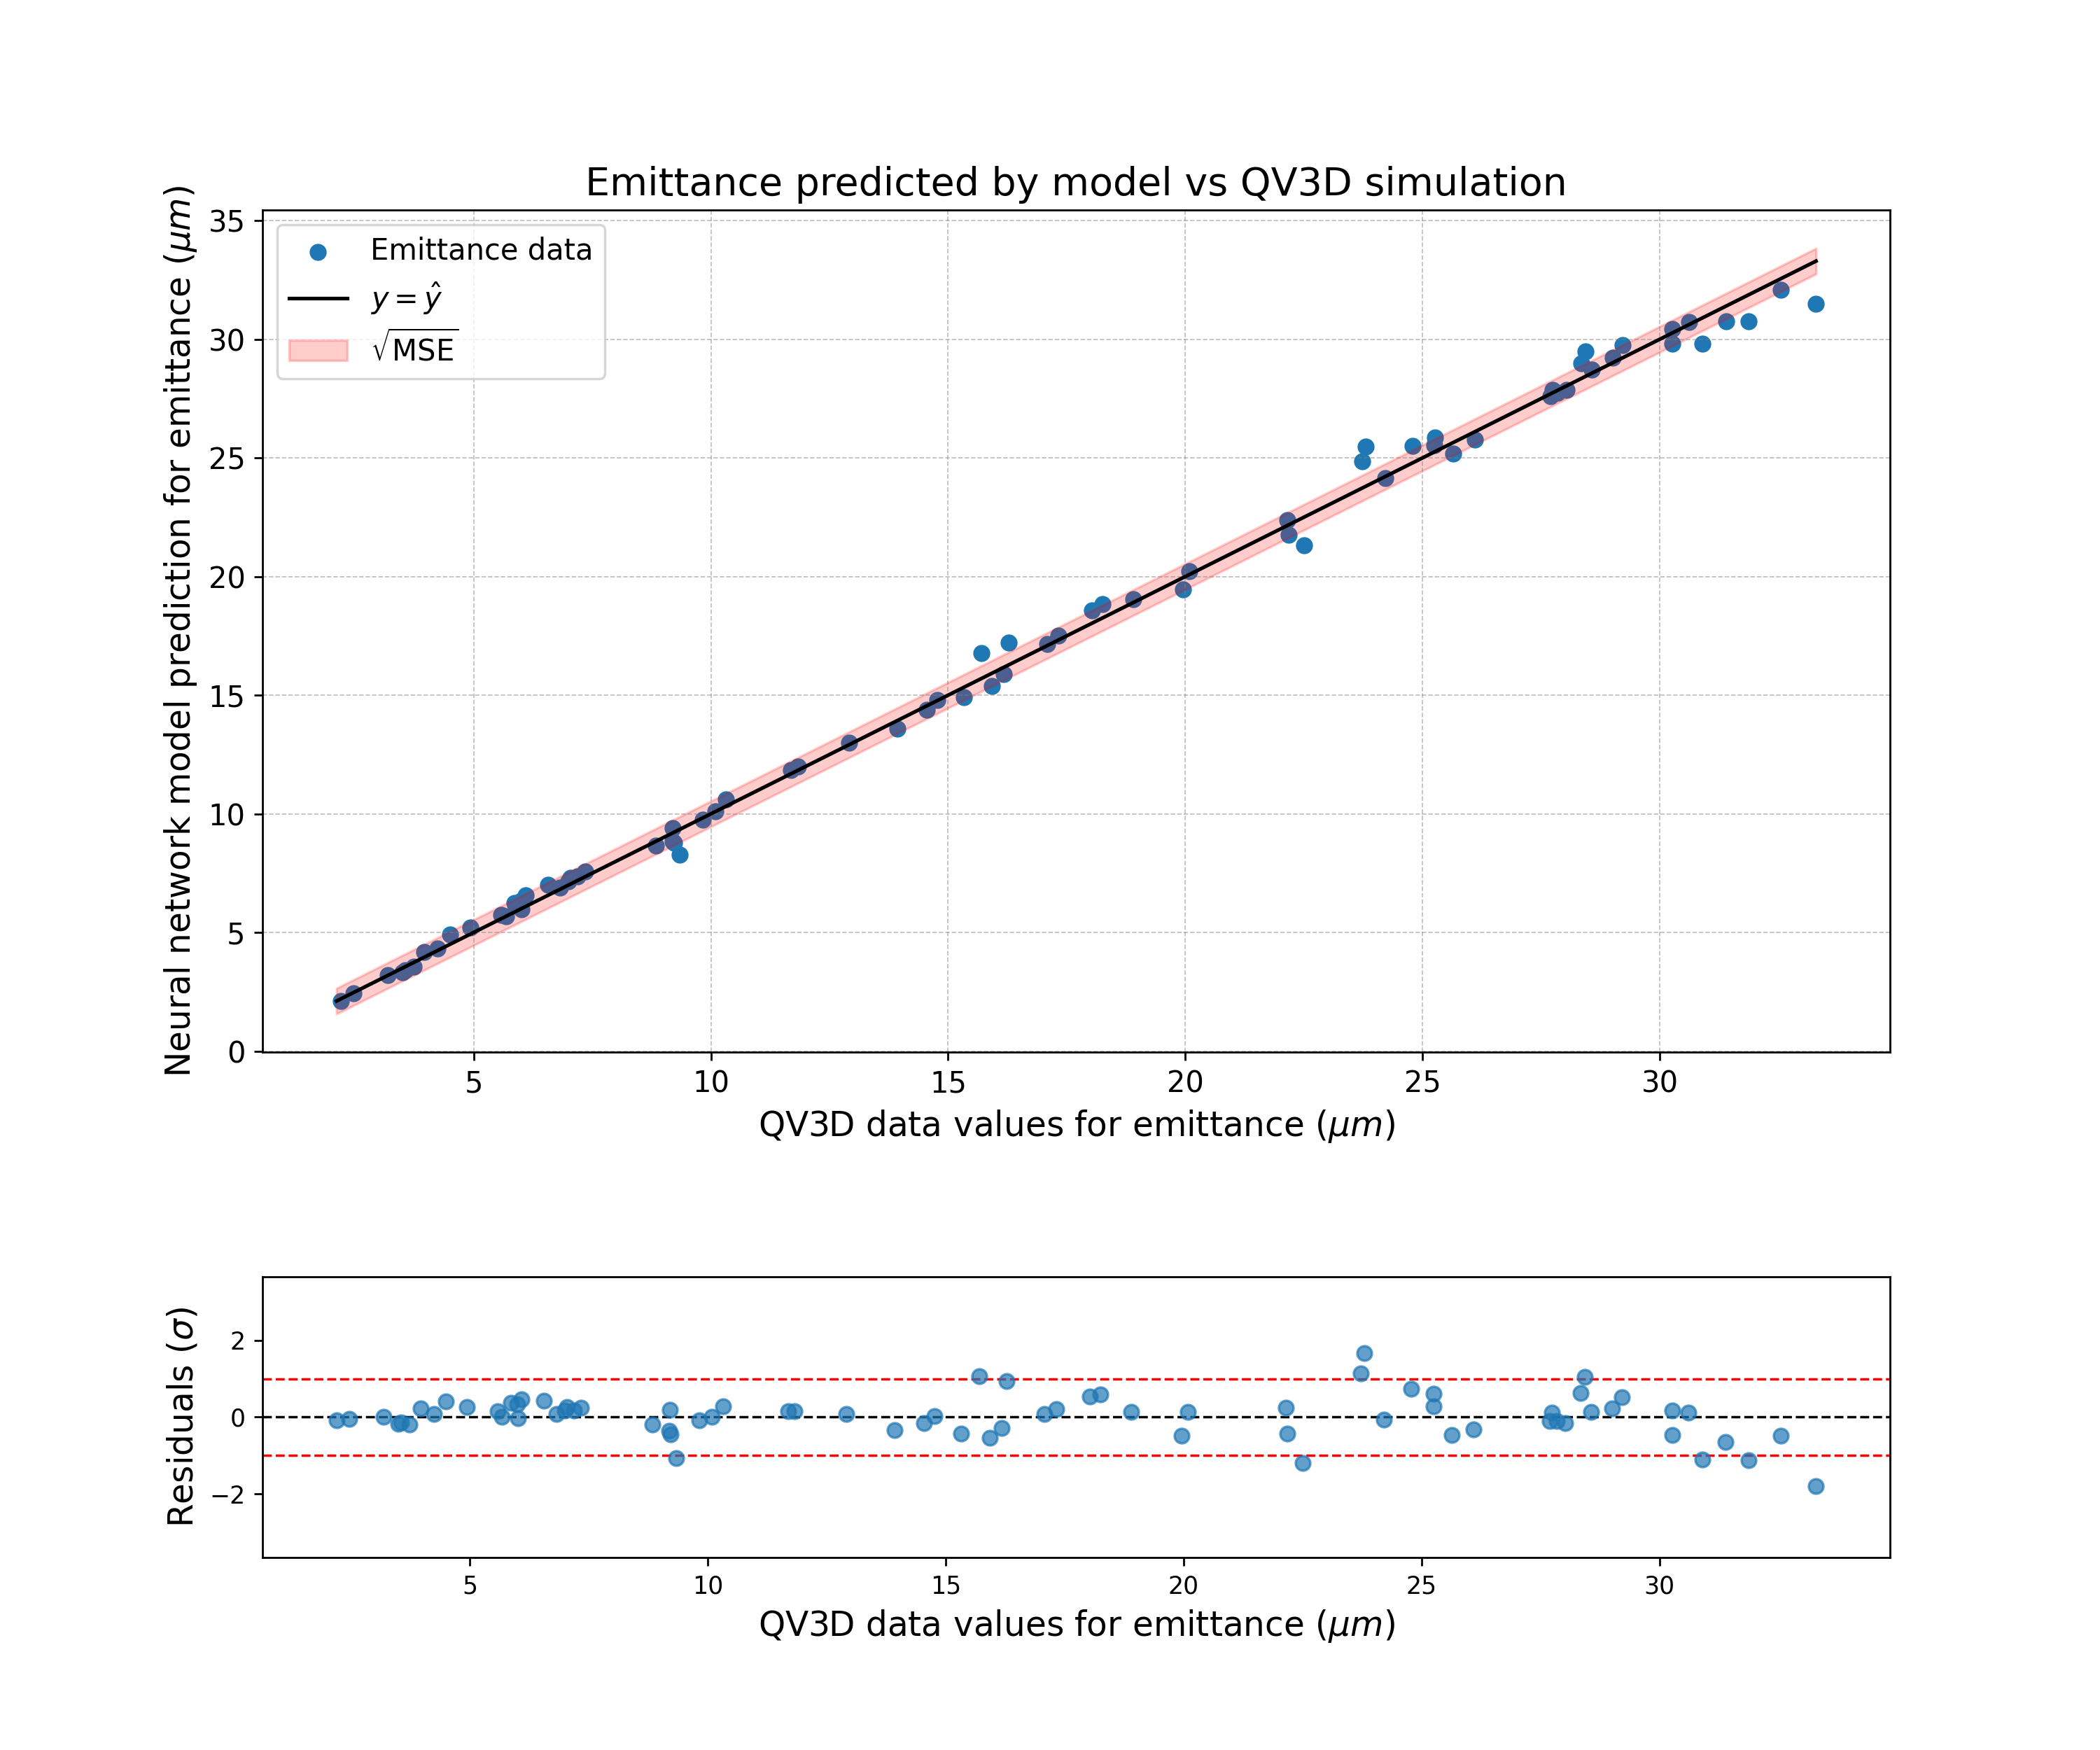 Emittance predicted by model vs QV3D simulation
Neural network model prediction for emittance (μm)
35
30
25
20
15
10
5
0
Emittance data
y = ŷ
√MSE
5 10 15 20 25 30
QV3D data values for emittance (μm)
Residuals (σ)
2
0
−2
5 10 15 20 25 30
QV3D data values for emittance (μm)